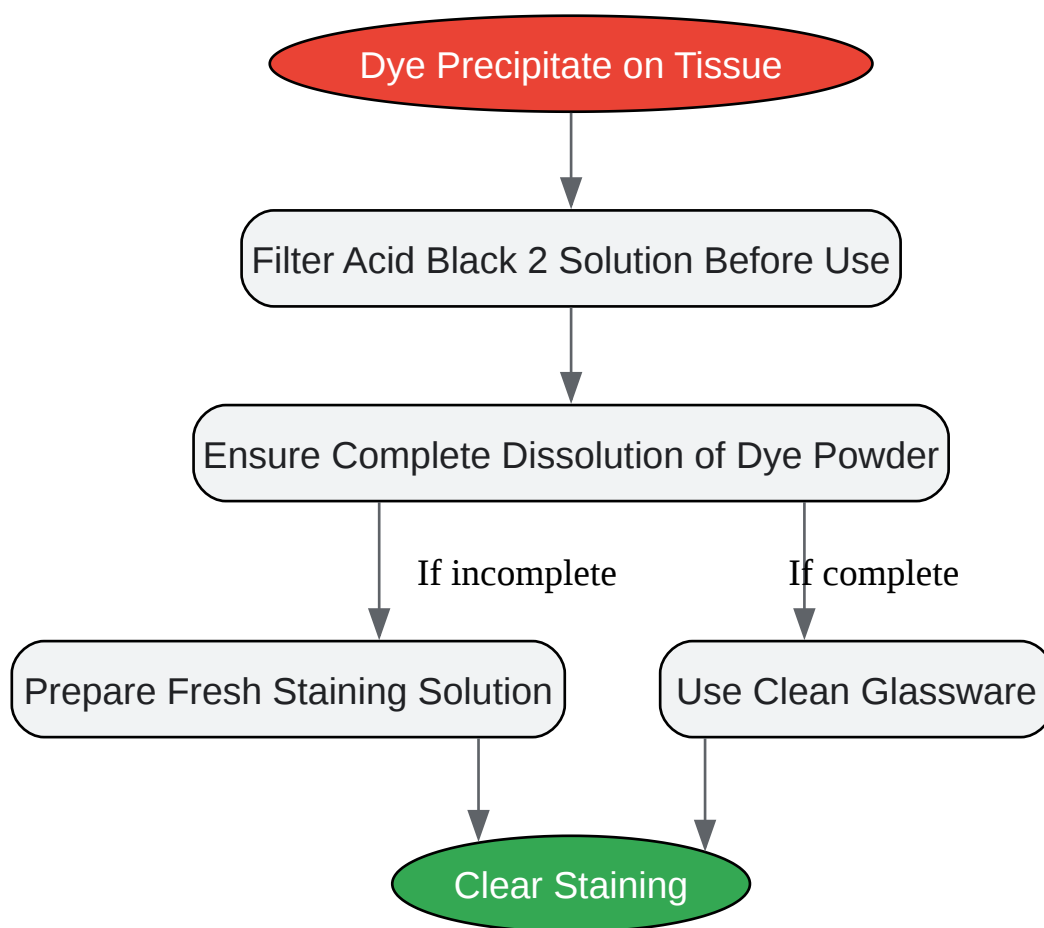 Dye Precipitate on Tissue
Filter Acid Black 2 Solution Before Use
Ensure Complete Dissolution of Dye Powder
If incomplete
If complete
Prepare Fresh Staining Solution
Use Clean Glassware
Clear Staining